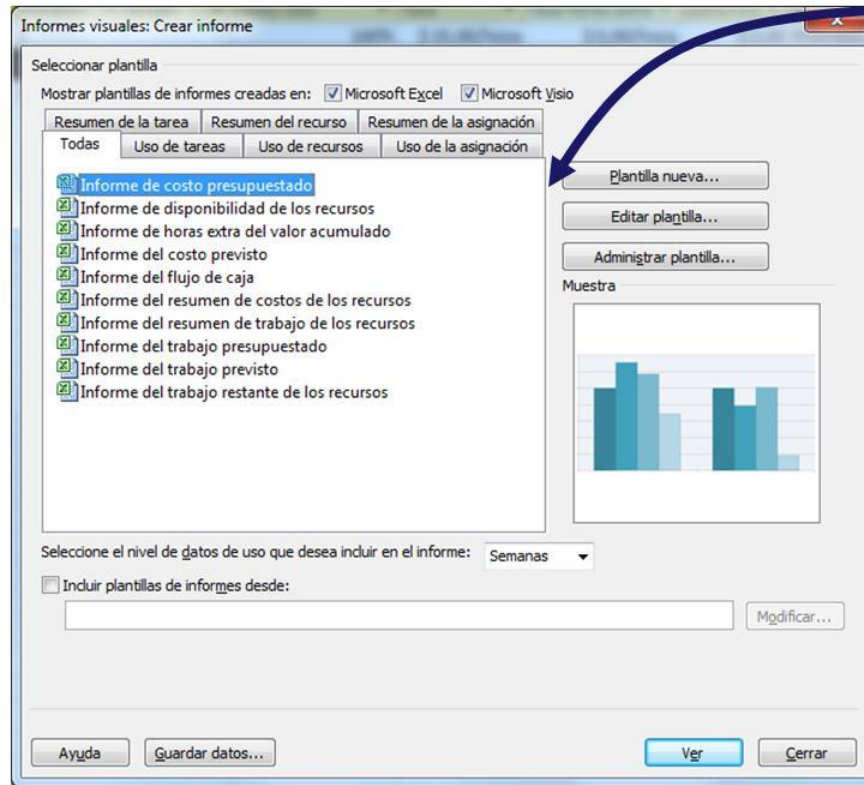 Informes visuales: Crear informe
Seleccionar plantilla
Mostrar plantillas de informes creadas en: Microsoft Excel Microsoft Visio
Resumen de la tarea Resumen del recurso Resumen de la asignación
Todas Uso de tareas Uso de recursos Uso de la asignación
Informe de costo presupuestado
Informe de disponibilidad de los recursos
Informe de horas extra del valor acumulado
Informe del costo previsto
Informe del flujo de caja
Informe del resumen de costos de los recursos
Informe del resumen de trabajo de los recursos
Informe del trabajo presupuestado
Informe del trabajo previsto
Informe del trabajo restante de los recursos
Plantilla nueva...
Editar plantilla...
Administrar plantilla...
Muestra
Seleccione el nivel de datos de uso que desea incluir en el informe: Semanas
Incluir plantillas de informes desde:
Modificar...
Ayuda Guardar datos... Ver Cerrar